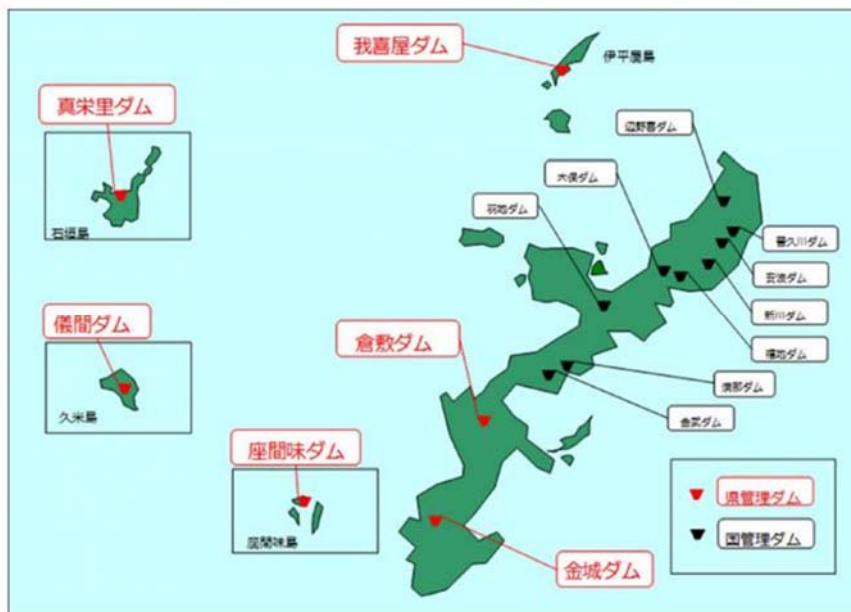 我喜屋ダム
伊平屋島
真栄里ダム
辺野喜ダム
大保ダム
羽地ダム
石垣島
普久川ダム
安波ダム
新川ダム
福地ダム
儀間ダム
倉敷ダム
久米島
漢那ダム
金武ダム
座間味ダム
県管理ダム
国管理ダム
座間味島
金城ダム